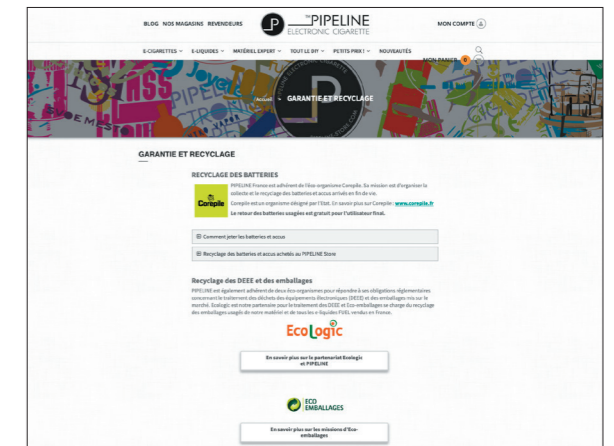 BLOG NOS MAGASINS REVENDEURS
THE PIPELINE
ELECTRONIC CIGARETTE
MON COMPTE
E-CIGARETTES E-LIQUIDES MATÉRIEL EXPERT TOUT LE DIY PETITS PRIX ! NOUVEAUTÉS
MON PANIER 0
Accueil GARANTIE ET RECYCLAGE
GARANTIE ET RECYCLAGE
RECYCLAGE DES BATTERIES
Corepile
PIPELINE France est adhérent de l'éco-organisme Corepile. Sa mission est d'organiser la
collecte et le recyclage des batteries et accus arrivés en fin de vie.
Corepile est un organisme désigné par l'Etat. En savoir plus sur Corepile : www.corepile.fr
Le retour des batteries usagées est gratuit pour l'utilisateur final.
Comment jeter les batteries et accus
Recyclage des batteries et accus achetés au PIPELINE Store
Recyclage des DEEE et des emballages
PIPELINE est également adhérent de deux éco-organismes pour répondre à ses obligations réglementaires
concernant le traitement des déchets des équipements électroniques (DEEE) et des emballages mis sur le
marché. Ecologic est notre partenaire pour le traitement des DEEE et Eco-emballages se charge du recyclage
des emballages usagés de notre matériel et de tous les e-liquides FUEL vendus en France.
EcoLogic
En savoir plus sur le partenariat Ecologic
et PIPELINE
ECO
EMBALLAGES
En savoir plus sur les missions d'Eco-
emballages